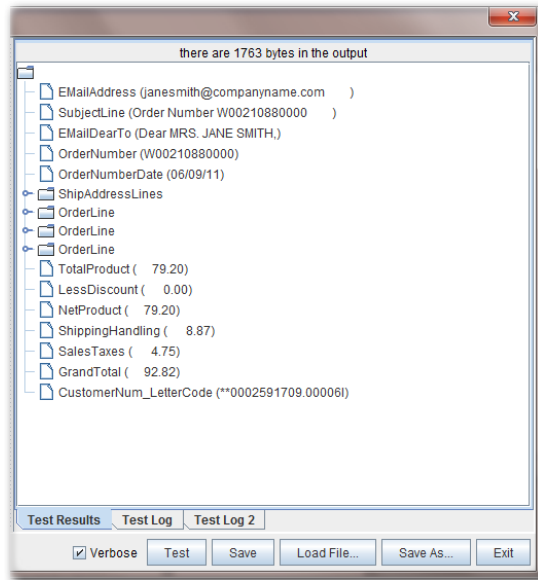 there are 1763 bytes in the output
EMailAddress (janesmith@companyname.com )
SubjectLine (Order Number W00210880000 )
EMailDearTo (Dear MRS. JANE SMITH,)
OrderNumber (W00210880000)
OrderNumberDate (06/09/11)
ShipAddressLines
OrderLine
OrderLine
OrderLine
TotalProduct ( 79.20)
LessDiscount ( 0.00)
NetProduct ( 79.20)
ShippingHandling ( 8.87)
SalesTaxes ( 4.75)
GrandTotal ( 92.82)
CustomerNum_LetterCode (**0002591709.00006I)
Test Results Test Log Test Log 2
Verbose Test Save Load File... Save As... Exit